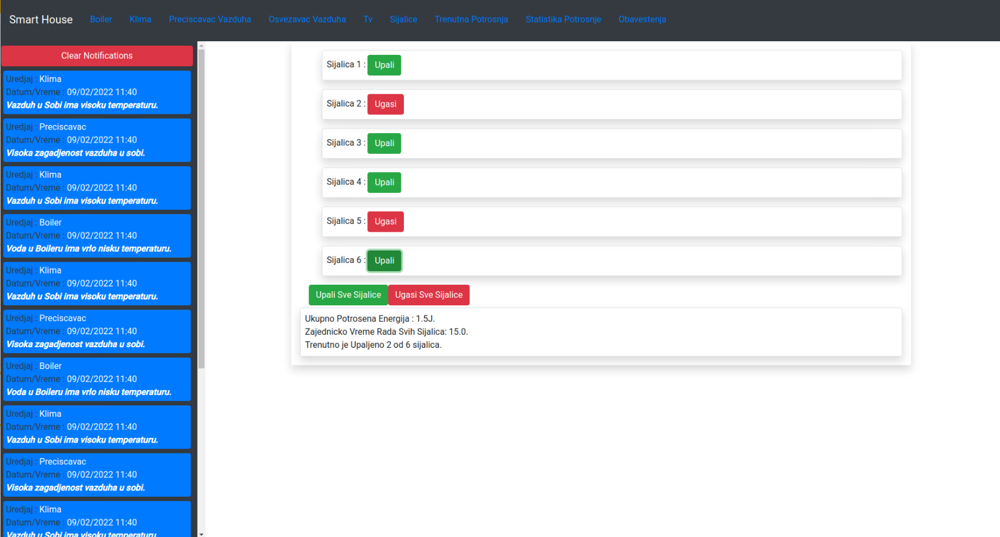 Smart House Boiler Klima Preciscavac Vazduha Osvezavac Vazduha Tv Sijalice Trenutna Potrosnja Statistika Potrosnje Obavestenja
Clear Notifications
Uredjaj : Klima
Datum/Vreme : 09/02/2022 11:40
Vazduh u Sobi ima visoku temperaturu.
Uredjaj : Preciscavac
Datum/Vreme : 09/02/2022 11:40
Visoka zagadjenost vazduha u sobi.
Uredjaj : Klima
Datum/Vreme : 09/02/2022 11:40
Vazduh u Sobi ima visoku temperaturu.
Uredjaj : Boiler
Datum/Vreme : 09/02/2022 11:40
Voda u Boileru ima vrlo nisku temperaturu.
Uredjaj : Klima
Datum/Vreme : 09/02/2022 11:40
Vazduh u Sobi ima visoku temperaturu.
Uredjaj : Preciscavac
Datum/Vreme : 09/02/2022 11:40
Visoka zagadjenost vazduha u sobi.
Uredjaj : Boiler
Datum/Vreme : 09/02/2022 11:40
Voda u Boileru ima vrlo nisku temperaturu.
Uredjaj : Klima
Datum/Vreme : 09/02/2022 11:40
Vazduh u Sobi ima visoku temperaturu.
Uredjaj : Preciscavac
Datum/Vreme : 09/02/2022 11:40
Visoka zagadjenost vazduha u sobi.
Uredjaj : Klima
Datum/Vreme : 09/02/2022 11:40
Vazduh u Sobi ima visoku temperaturu.
Sijalica 1 : Upali
Sijalica 2 : Ugasi
Sijalica 3 : Upali
Sijalica 4 : Upali
Sijalica 5 : Ugasi
Sijalica 6 : Upali
Upali Sve Sijalice Ugasi Sve Sijalice
Ukupno Potrosena Energija : 1.5J.
Zajednicko Vreme Rada Svih Sijalica: 15.0.
Trenutno je Upaljeno 2 od 6 sijalica.